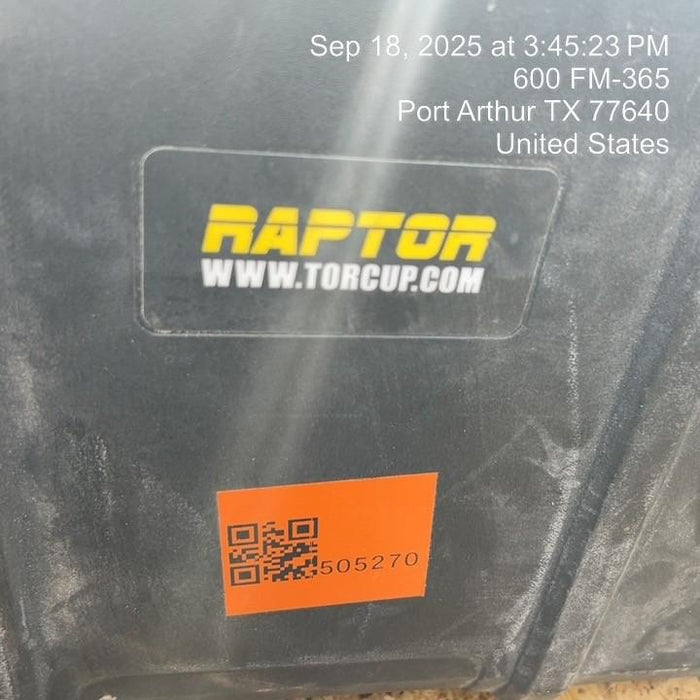 Sep 18, 2025 at 3:45:23 PM
600 FM-365
Port Arthur TX 77640
United States
RAPTOR
WWW.TORCUP.COM
505270